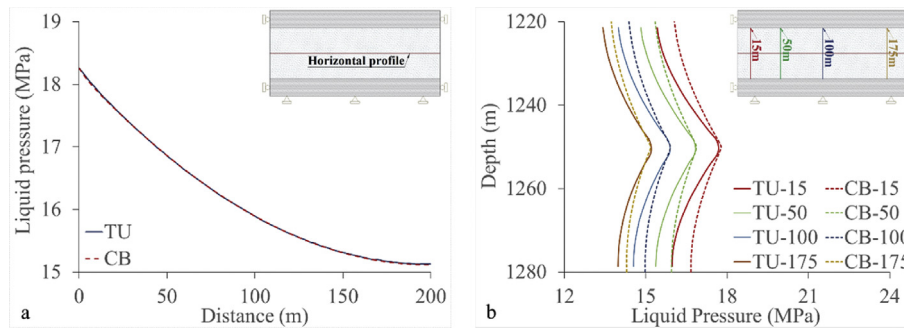 19
18
17
16
15
Liquid pressure (MPa)
Horizontal profile
TU
CB
0
50
100
150
200
a
Distance (m)
1220
1240
1260
1280
Depth (m)
15m
50m
100m
175m
TU-15
CB-15
TU-50
CB-50
TU-100
CB-100
TU-175
CB-175
12
15
18
21
24
b
Liquid Pressure (MPa)